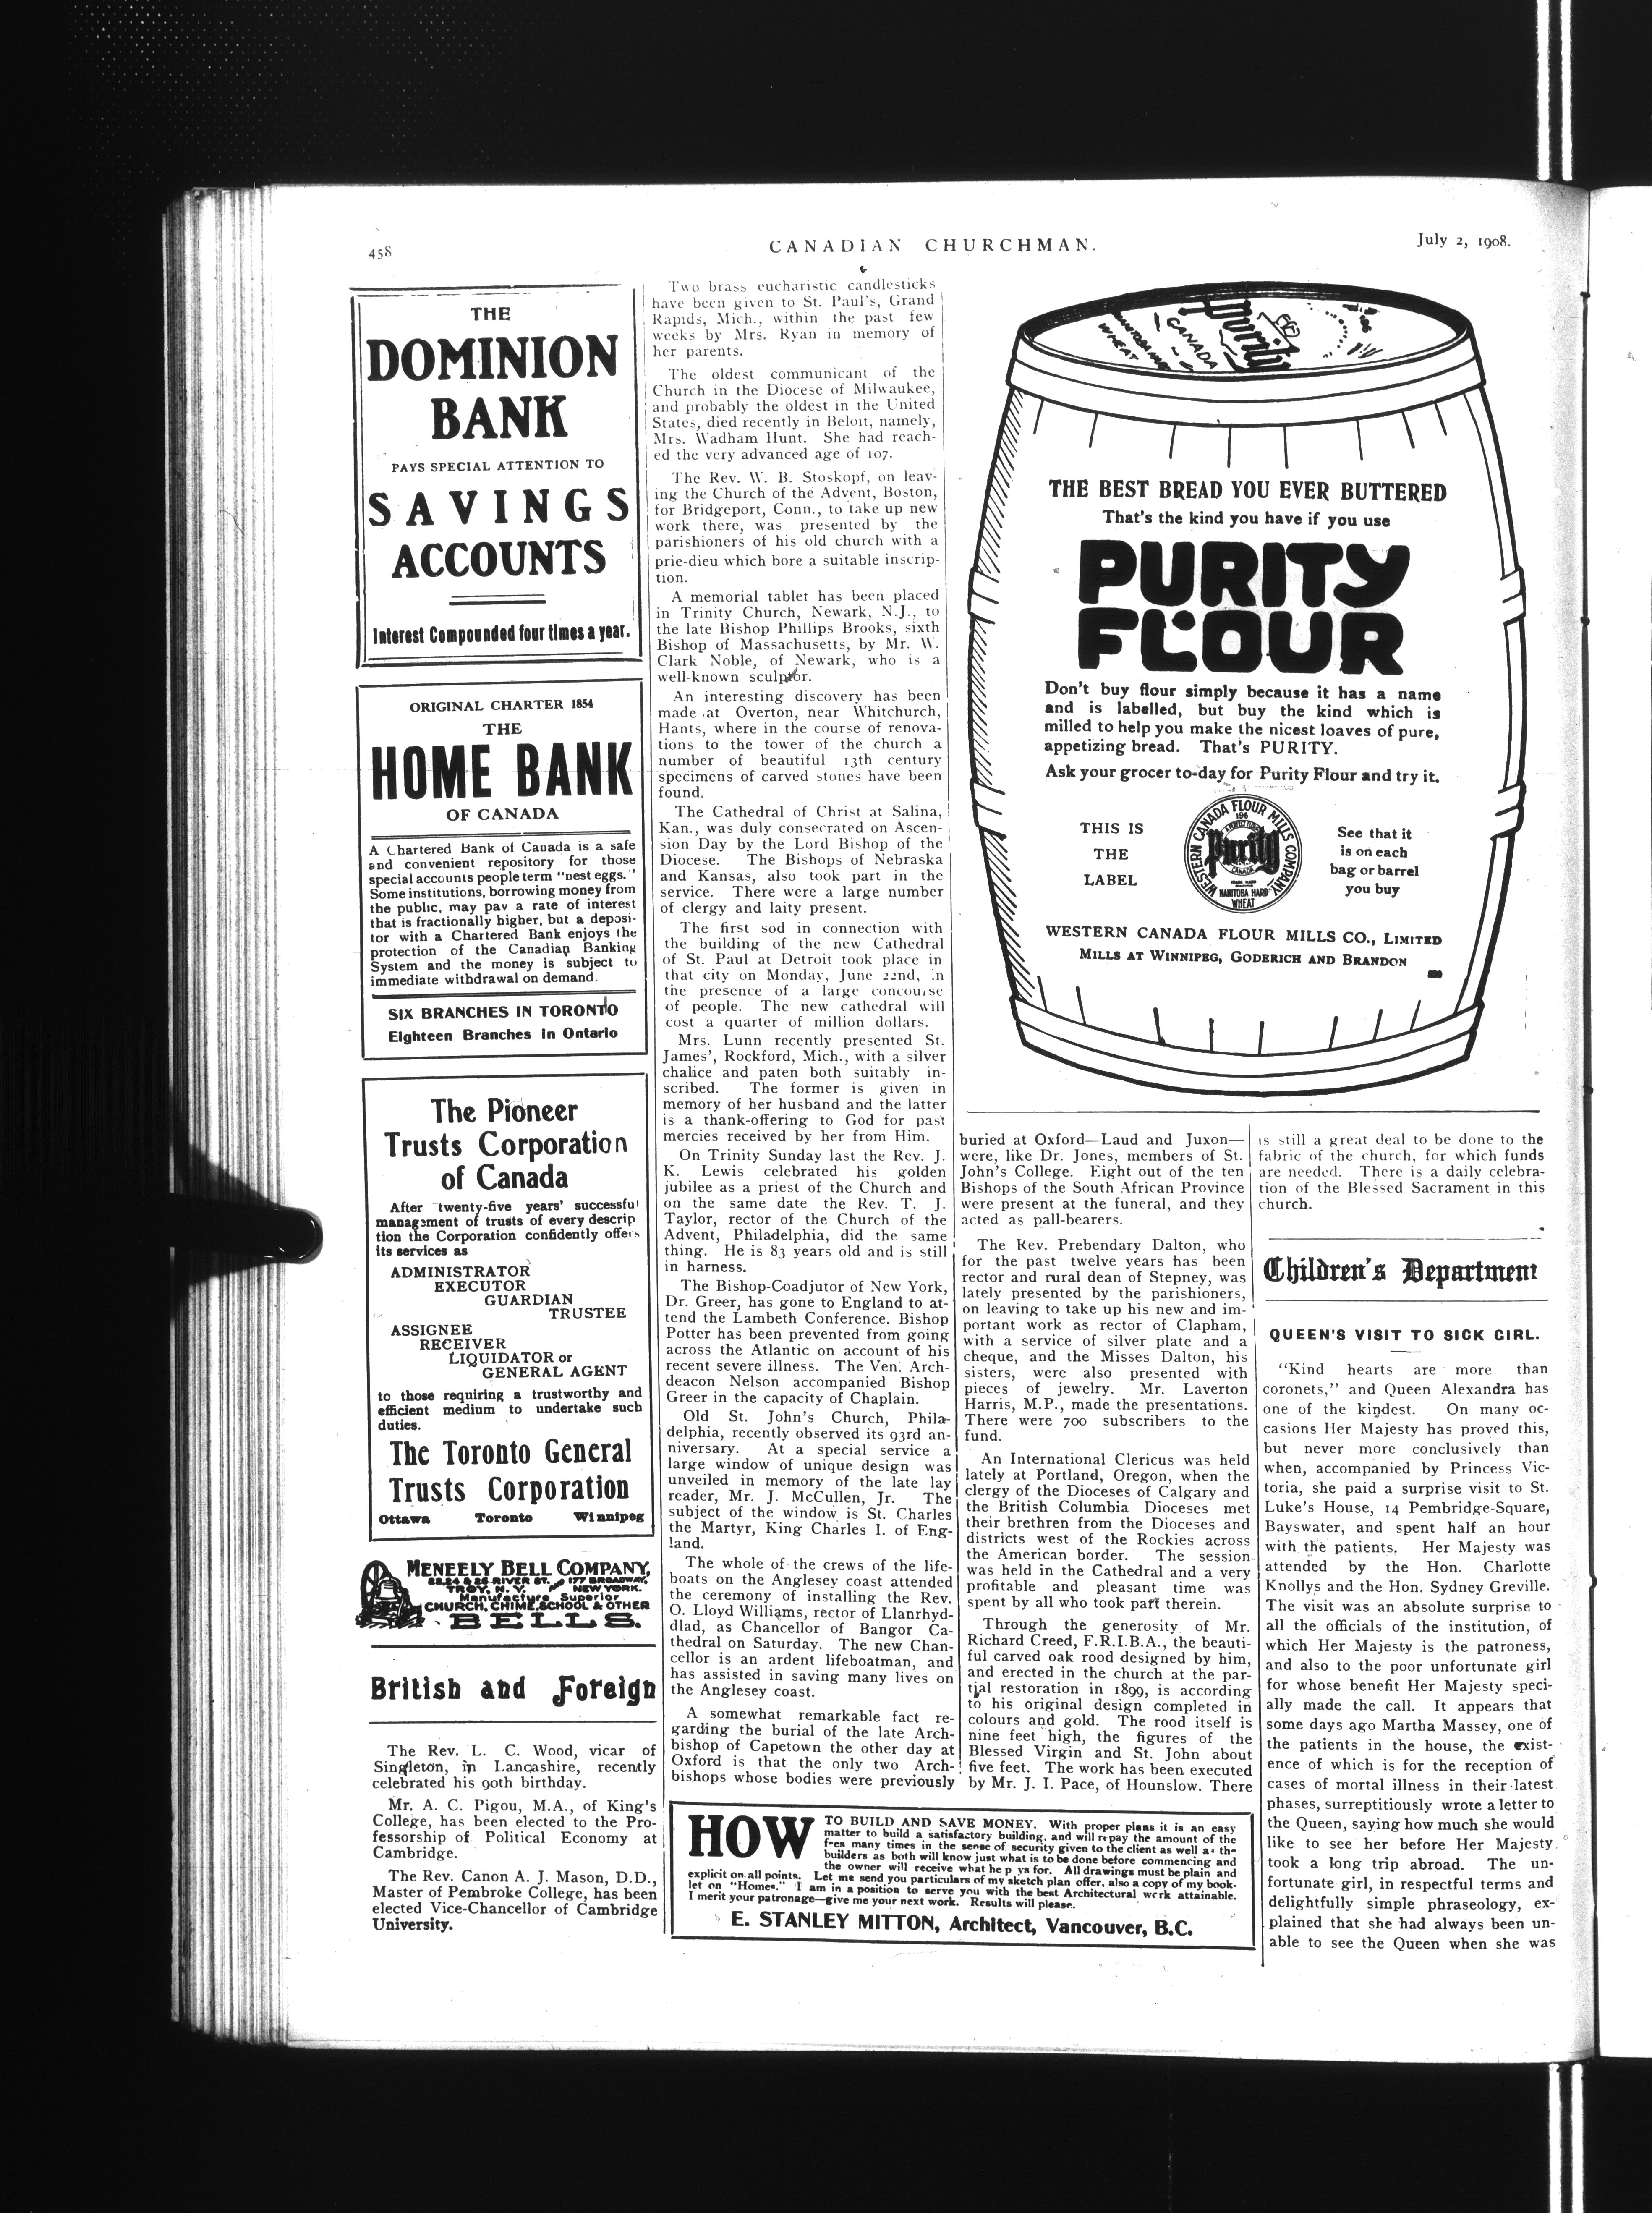 458
CANADIAN CHURCHMAN.
July 2, 1908.
THE
DOMINION
BANK
PAYS SPECIAL ATTENTION TO
SAVINGS
ACCOUNTS
Interest Compounded four times a year.
ORIGINAL CHARTER 1854
THE
HOME BANK
OF CANADA
A Chartered Bank of Canada is a safe
and convenient repository for those
special accounts people term "nest eggs."
Some institutions, borrowing money from
the public, may pay a rate of interest
that is fractionally higher, but a deposi-
tor with a Chartered Bank enjoys the
protection of the Canadian Banking
System and the money is subject to
immediate withdrawal on demand.
SIX BRANCHES IN TORONTO
Eighteen Branches in Ontario
The Pioneer
Trusts Corporation
of Canada
After twenty-five years' successful
management of trusts of every descrip
tion the Corporation confidently offers
its services as
ADMINISTRATOR
EXECUTOR
GUARDIAN
TRUSTEE
ASSIGNEE
RECEIVER
LIQUIDATOR or
GENERAL AGENT
to those requiring a trustworthy and
efficient medium to undertake such
duties.
The Toronto General
Trusts Corporation
Ottawa Toronto Winnipeg
MENEELY BELL COMPANY,
22,24 & 26 RIVER ST. 177 BROADWAY,
TROY, N. Y. NEW YORK.
Manufacture Superior
CHURCH, CHIME, SCHOOL & OTHER
BELLS.
British and Foreign
The Rev. L. C. Wood, vicar of
Singleton, in Lancashire, recently
celebrated his 90th birthday.
Mr. A. C. Pigou, M.A., of King's
College, has been elected to the Pro-
fessorship of Political Economy at
Cambridge.
The Rev. Canon A. J. Mason, D.D.,
Master of Pembroke College, has been
elected Vice-Chancellor of Cambridge
University.
Two brass eucharistic candlesticks
have been given to St. Paul's, Grand
Rapids, Mich., within the past few
weeks by Mrs. Ryan in memory of
her parents.
The oldest communicant of the
Church in the Diocese of Milwaukee,
and probably the oldest in the United
States, died recently in Beloit, namely,
Mrs. Wadham Hunt. She had reach-
ed the very advanced age of 107.
The Rev. W. B. Stoskopf, on leav-
ing the Church of the Advent, Boston,
for Bridgeport, Conn., to take up new
work there, was presented by the
parishioners of his old church with a
prie-dieu which bore a suitable inscrip-
tion.
A memorial tablet has been placed
in Trinity Church, Newark, N.J., to
the late Bishop Phillips Brooks, sixth
Bishop of Massachusetts, by Mr. W.
Clark Noble, of Newark, who is a
well-known sculptor.
An interesting discovery has been
made at Overton, near Whitchurch,
Hants, where in the course of renova-
tions to the tower of the church a
number of beautiful 13th century
specimens of carved stones have been
found.
The Cathedral of Christ at Salina,
Kan., was duly consecrated on Ascen-
sion Day by the Lord Bishop of the
Diocese. The Bishops of Nebraska
and Kansas, also took part in the
service. There were a large number
of clergy and laity present.
The first sod in connection with
the building of the new Cathedral
of St. Paul at Detroit took place in
that city on Monday, June 22nd, in
the presence of a large concourse
of people. The new cathedral will
cost a quarter of million dollars.
Mrs. Lunn recently presented St.
James', Rockford, Mich., with a silver
chalice and paten both suitably in-
scribed. The former is given in
memory of her husband and the latter
is a thank-offering to God for past
mercies received by her from Him.
On Trinity Sunday last the Rev. J.
K. Lewis celebrated his golden
jubilee as a priest of the Church and
on the same date the Rev. T. J.
Taylor, rector of the Church of the
Advent, Philadelphia, did the same
thing. He is 83 years old and is still
in harness.
The Bishop-Coadjutor of New York,
Dr. Greer, has gone to England to at-
tend the Lambeth Conference. Bishop
Potter has been prevented from going
across the Atlantic on account of his
recent severe illness. The Ven. Arch-
deacon Nelson accompanied Bishop
Greer in the capacity of Chaplain.
Old St. John's Church, Phila-
delphia, recently observed its 93rd an-
niversary. At a special service a
large window of unique design was
unveiled in memory of the late lay
reader, Mr. J. McCullen, Jr. The
subject of the window is St. Charles
the Martyr, King Charles I. of Eng-
land.
The whole of the crews of the life-
boats on the Anglesey coast attended
the ceremony of installing the Rev.
O. Lloyd Williams, rector of Llanrhyd-
dlad, as Chancellor of Bangor Ca-
thedral on Saturday. The new Chan-
cellor is an ardent lifeboatman, and
has assisted in saving many lives on
the Anglesey coast.
A somewhat remarkable fact re-
garding the burial of the late Arch-
bishop of Capetown the other day at
Oxford is that the only two Arch-
bishops whose bodies were previously
Purity
CANADA
MANITOBA HARD
WHEAT
THE BEST BREAD YOU EVER BUTTERED
That's the kind you have if you use
PURITY
FLOUR
Don't buy flour simply because it has a name
and is labelled, but buy the kind which is
milled to help you make the nicest loaves of pure,
appetizing bread. That's PURITY.
Ask your grocer to-day for Purity Flour and try it.
THIS IS
THE
LABEL
WESTERN CANADA FLOUR MILLS COMPANY
196
Purity
CANADA
MANITOBA HARD
WHEAT
See that it
is on each
bag or barrel
you buy
WESTERN CANADA FLOUR MILLS CO., LIMITED
MILLS AT WINNIPEG, GODERICH AND BRANDON
buried at Oxford—Laud and Juxon—
were, like Dr. Jones, members of St.
John's College. Eight out of the ten
Bishops of the South African Province
were present at the funeral, and they
acted as pall-bearers.
The Rev. Prebendary Dalton, who
for the past twelve years has been
rector and rural dean of Stepney, was
lately presented by the parishioners,
on leaving to take up his new and im-
portant work as rector of Clapham,
with a service of silver plate and a
cheque, and the Misses Dalton, his
sisters, were also presented with
pieces of jewelry. Mr. Laverton
Harris, M.P., made the presentations.
There were 700 subscribers to the
fund.
An International Clericus was held
lately at Portland, Oregon, when the
clergy of the Dioceses of Calgary and
the British Columbia Dioceses met
their brethren from the Dioceses and
districts west of the Rockies across
the American border. The session
was held in the Cathedral and a very
profitable and pleasant time was
spent by all who took part therein.
Through the generosity of Mr.
Richard Creed, F.R.I.B.A., the beauti-
ful carved oak rood designed by him,
and erected in the church at the par-
tial restoration in 1899, is according
to his original design completed in
colours and gold. The rood itself is
nine feet high, the figures of the
Blessed Virgin and St. John about
five feet. The work has been executed
by Mr. J. I. Pace, of Hounslow. There
is still a great deal to be done to the
fabric of the church, for which funds
are needed. There is a daily celebra-
tion of the Blessed Sacrament in this
church.
Children's Department
QUEEN'S VISIT TO SICK GIRL.
"Kind hearts are more than
coronets," and Queen Alexandra has
one of the kindest. On many oc-
casions Her Majesty has proved this,
but never more conclusively than
when, accompanied by Princess Vic-
toria, she paid a surprise visit to St.
Luke's House, 14 Pembridge-Square,
Bayswater, and spent half an hour
with the patients. Her Majesty was
attended by the Hon. Charlotte
Knollys and the Hon. Sydney Greville.
The visit was an absolute surprise to
all the officials of the institution, of
which Her Majesty is the patroness,
and also to the poor unfortunate girl
for whose benefit Her Majesty speci-
ally made the call. It appears that
some days ago Martha Massey, one of
the patients in the house, the exist-
ence of which is for the reception of
cases of mortal illness in their latest
phases, surreptitiously wrote a letter to
the Queen, saying how much she would
like to see her before Her Majesty
took a long trip abroad. The un-
fortunate girl, in respectful terms and
delightfully simple phraseology, ex-
plained that she had always been un-
able to see the Queen when she was
HOW
TO BUILD AND SAVE MONEY. With proper plans it is an easy
matter to build a satisfactory building, and will repay the amount of the
fees many times in the sense of security given to the client as well as the
builders as both will know just what is to be done before commencing and
the owner will receive what he p ys for. All drawings must be plain and
explicit on all points. Let me send you particulars of my sketch plan offer, also a copy of my book-
let on "Homes." I am in a position to serve you with the best Architectural work attainable.
I merit your patronage—give me your next work. Results will please.
E. STANLEY MITTON, Architect, Vancouver, B.C.